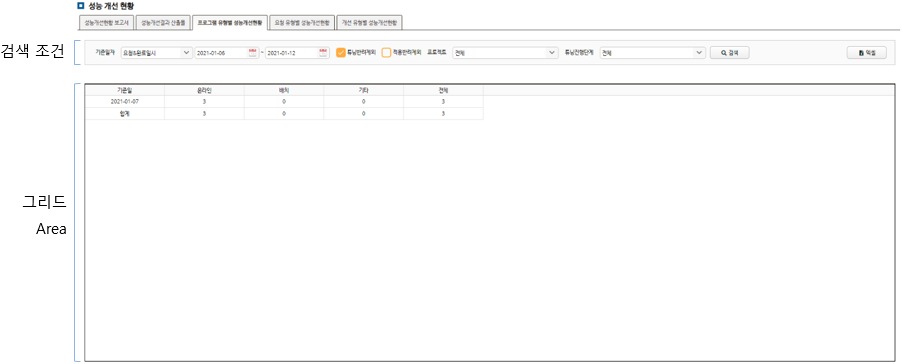 성능 개선 현황
성능개선현황 보고서 성능개선결과 산출물 프로그램 유형별 성능개선현황 요청 유형별 성능개선현황 개선 유형별 성능개선현황
검색 조건
기준일자 요청&완료일시 2021-01-06 ~ 2021-01-12 튜닝반려제외 적용반려제외 프로젝트 전체 튜닝진행단계 전체 검색 엑셀
기준일 온라인 배치 기타 전체
2021-01-07 3 0 0 3
합계 3 0 0 3
그리드
Area